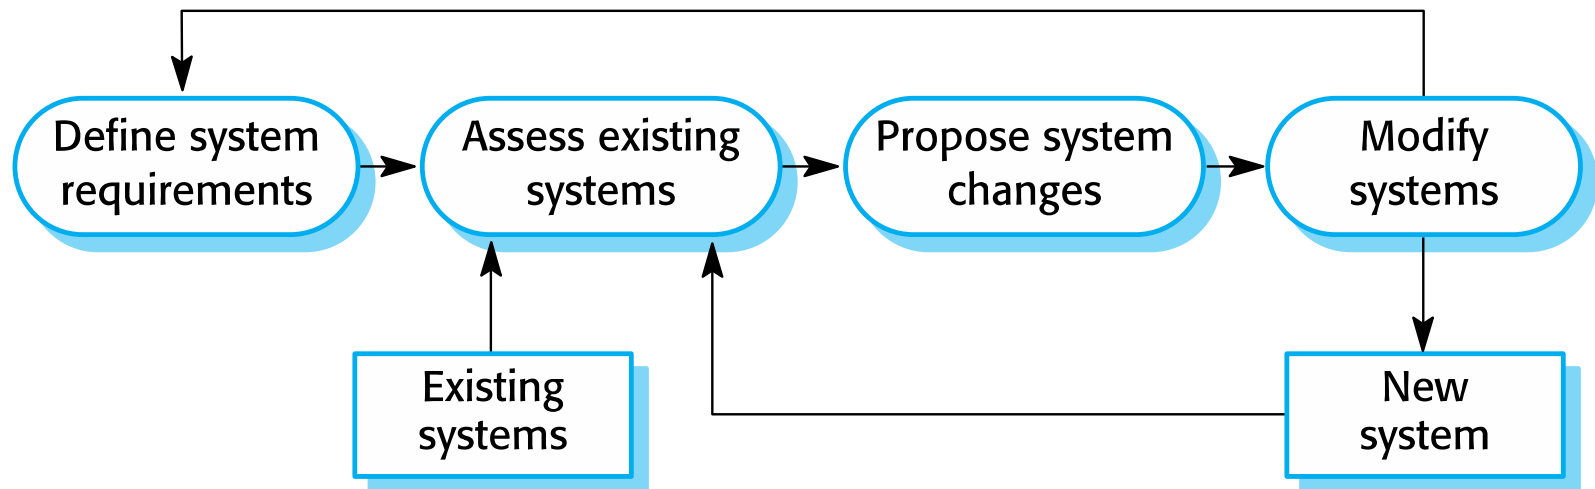 Define system
requirements
Assess existing
systems
Propose system
changes
Modify
systems
Existing
systems
New
system